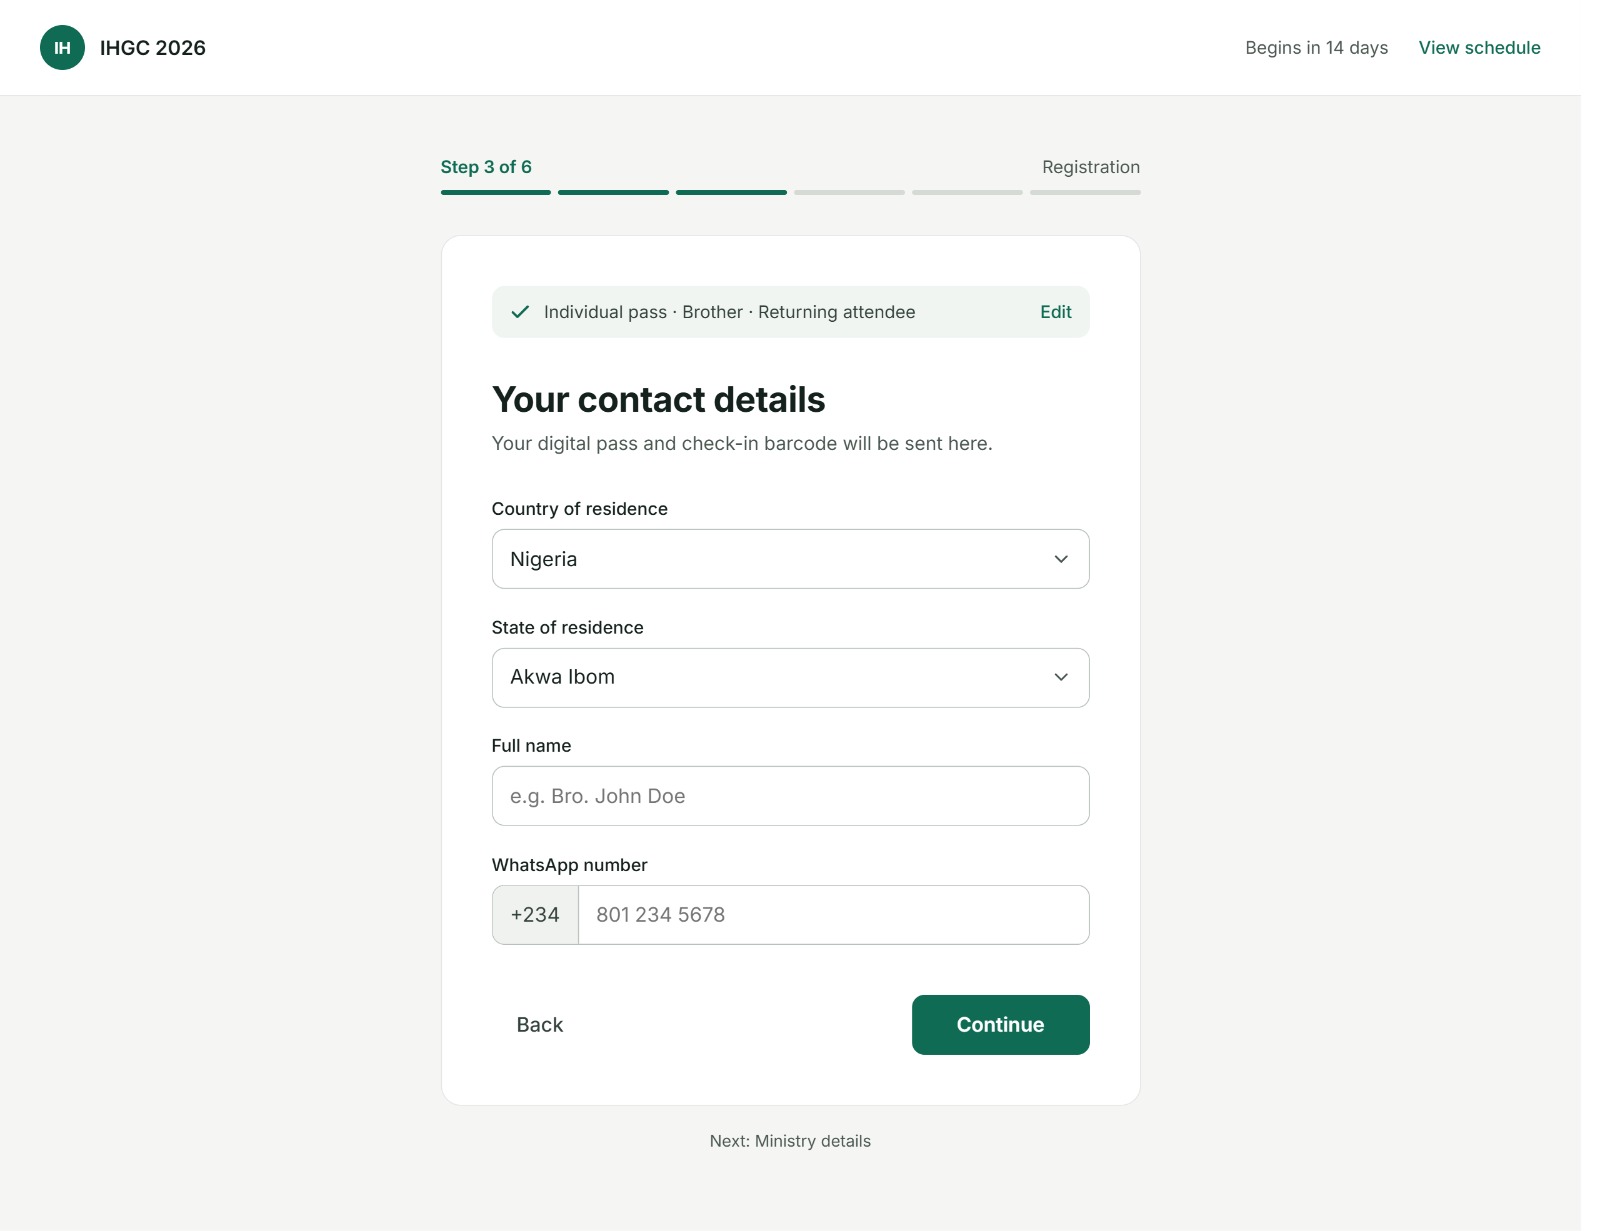 IH
IHGC 2026
Begins in 14 days
View schedule
Step 3 of 6
Registration
Individual pass · Brother · Returning attendee
Edit
Your contact details
Your digital pass and check-in barcode will be sent here.
Country of residence
Nigeria
State of residence
Akwa Ibom
Full name
e.g. Bro. John Doe
WhatsApp number
+234
801 234 5678
Back
Continue
Next: Ministry details